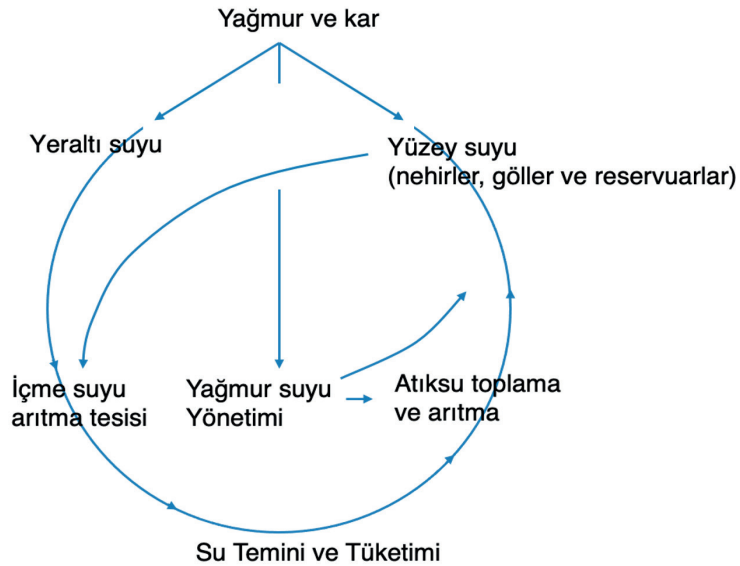 Yağmur ve kar
Yeraltı suyu
Yüzey suyu
(nehirler, göller ve reservuarlar)
İçme suyu
arıtma tesisi
Yağmur suyu
Yönetimi
Atıksu toplama
ve arıtma
Su Temini ve Tüketimi